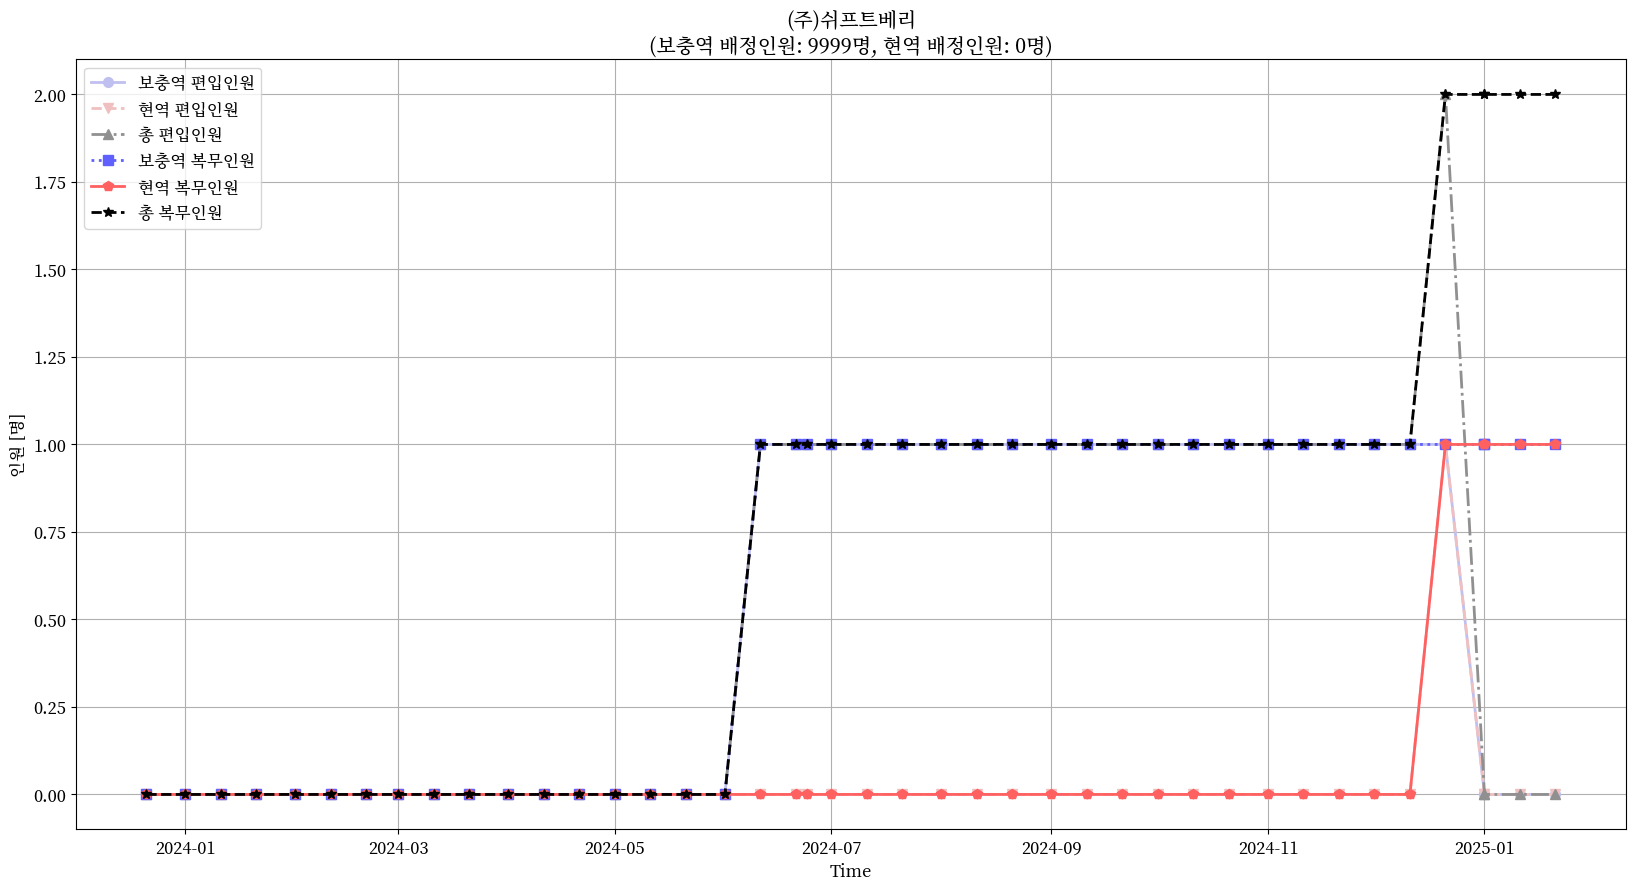 (주)쉬프트베리
(보충역 배정인원: 9999명, 현역 배정인원: 0명)
보충역 편입인원
현역 편입인원
총 편입인원
보충역 복무인원
현역 복무인원
총 복무인원
인원 [명]
2.00
1.75
1.50
1.25
1.00
0.75
0.50
0.25
0.00
2024-01 2024-03 2024-05 2024-07 2024-09 2024-11 2025-01
Time